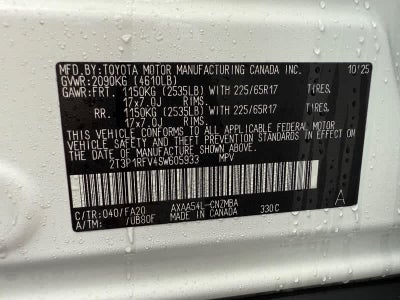 MFD.BY:TOYOTA MOTOR MANUFACTURING CANADA INC. 10/25
GVWR:2090KG (4610LB)
GAWR:FRT. 1150KG (2535LB) WITH 225/65R17 TIRES,
17x7.0J RIMS.
RR. 1150KG (2535LB) WITH 225/65R17 TIRES,
17x7.0J RIMS.
THIS VEHICLE CONFORMS TO ALL APPLICABLE FEDERAL MOTOR
VEHICLE SAFETY AND THEFT PREVENTION STANDARDS IN EFFECT
ON THE DATE OF MANUFACTURE SHOWN ABOVE.
2T3P1RFV4SW605933 MPV
C/TR:040/FA20 AXAA54L-CNZMBA 330C A
A/TM: /UB80F MADE IN CANADA